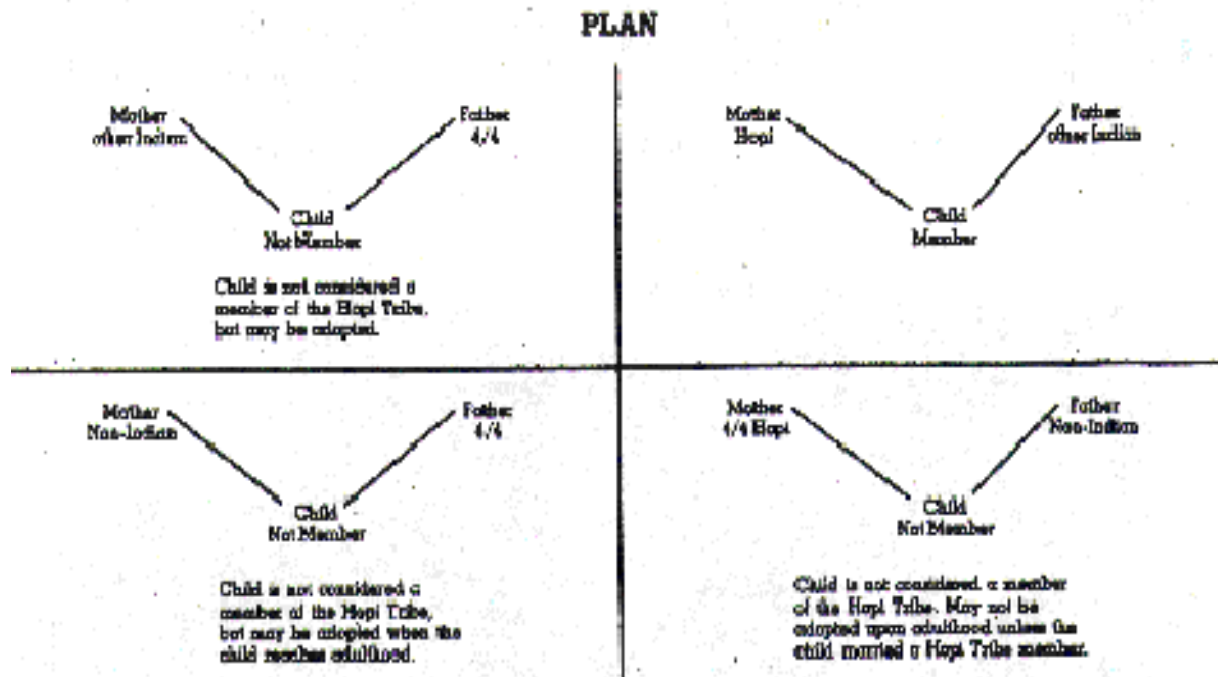 PLAN
Mother
other Indian
Father
4/4
Child
Not Member
Child is not considered a
member of the Hopi Tribe,
but may be adopted.
Mother
Hopi
Father
other Indian
Child
Member
Mother
Non-Indian
Father
4/4
Child
Not Member
Child is not considered a
member of the Hopi Tribe,
but may be adopted when the
child reaches adulthood.
Mother
4/4 Hopi
Father
Non-Indian
Child
Not Member
Child is not considered a member
of the Hopi Tribe. May not be
adopted upon adulthood unless the
child married a Hopi Tribe member.